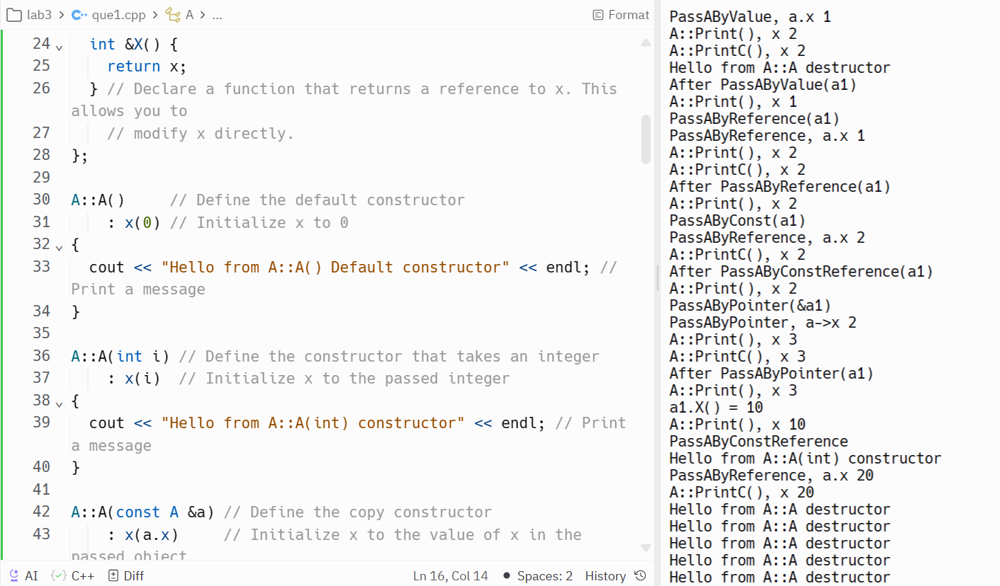 lab3 > que1.cpp > A > ...
Format
24 int &X() {
25 return x;
26 } // Declare a function that returns a reference to x. This
allows you to
27 // modify x directly.
28 };
29
30 A::A() // Define the default constructor
31 : x(0) // Initialize x to 0
32 {
33 cout << "Hello from A::A() Default constructor" << endl; //
Print a message
34 }
35
36 A::A(int i) // Define the constructor that takes an integer
37 : x(i) // Initialize x to the passed integer
38 {
39 cout << "Hello from A::A(int) constructor" << endl; // Print
a message
40 }
41
42 A::A(const A &a) // Define the copy constructor
43 : x(a.x) // Initialize x to the value of x in the
passed object
AI C++ Diff
Ln 16, Col 14 Spaces: 2 History
PassAByValue, a.x 1
A::Print(), x 2
A::PrintC(), x 2
Hello from A::A destructor
After PassAByValue(a1)
A::Print(), x 1
PassAByReference(a1)
PassAByReference, a.x 1
A::Print(), x 2
A::PrintC(), x 2
After PassAByReference(a1)
A::Print(), x 2
PassAByConst(a1)
PassAByReference, a.x 2
A::PrintC(), x 2
After PassAByConstReference(a1)
A::Print(), x 2
PassAByPointer(&a1)
PassAByPointer, a->x 2
A::Print(), x 3
A::PrintC(), x 3
After PassAByPointer(a1)
A::Print(), x 3
a1.X() = 10
A::Print(), x 10
PassAByConstReference
Hello from A::A(int) constructor
PassAByReference, a.x 20
A::PrintC(), x 20
Hello from A::A destructor
Hello from A::A destructor
Hello from A::A destructor
Hello from A::A destructor
Hello from A::A destructor